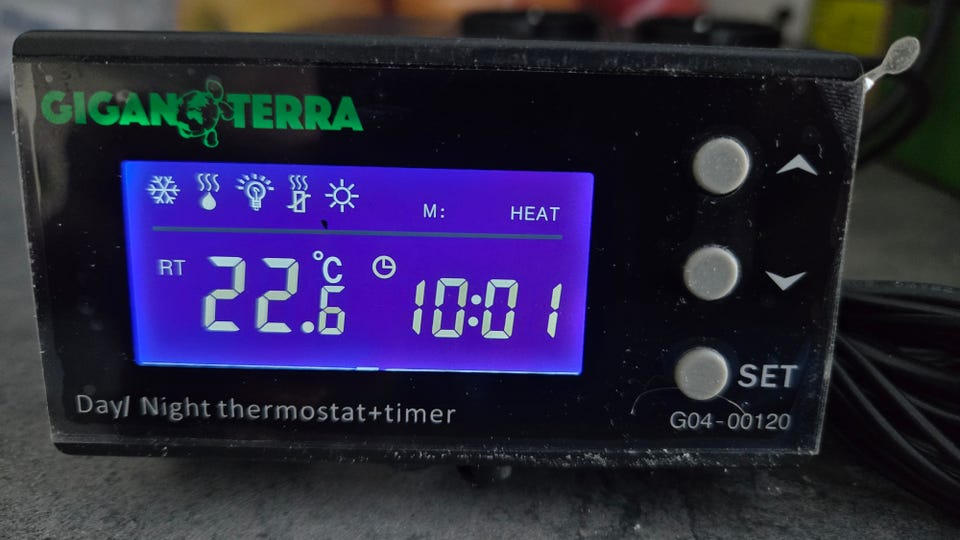 GIGANTERRA
M: HEAT
RT 22.6 °C 10:01
Day/ Night thermostat+timer
SET
G04-00120